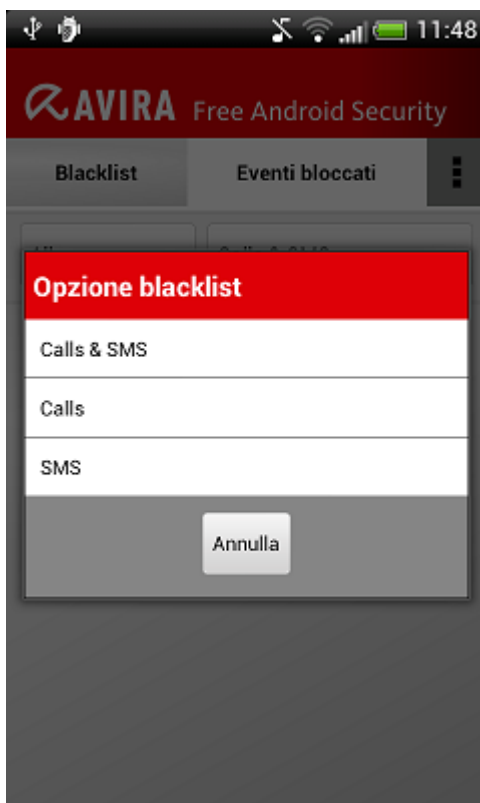 11:48
AVIRA Free Android Security
Blacklist
Eventi bloccati
Opzione blacklist
Calls & SMS
Calls
SMS
Annulla